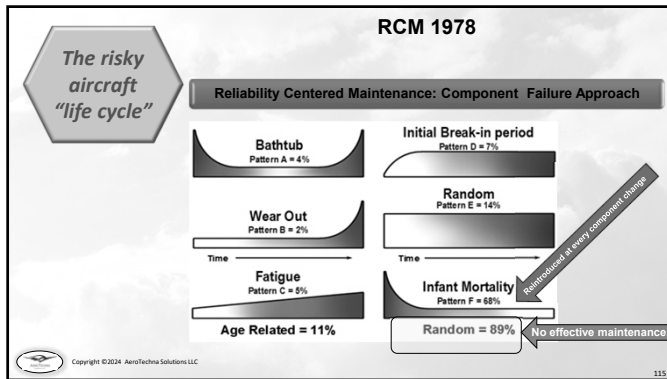 RCM 1978
The risky
aircraft
“life cycle”
Reliability Centered Maintenance: Component Failure Approach
Bathtub
Pattern A = 4%
Wear Out
Pattern B = 2%
Time
Fatigue
Pattern C = 5%
Age Related = 11%
Initial Break-in period
Pattern D = 7%
Random
Pattern E = 14%
Time
Infant Mortality
Pattern F = 68%
Random = 89%
Reintroduced at every component change
No effective maintenance
Copyright ©2024 AeroTechna Solutions LLC
115